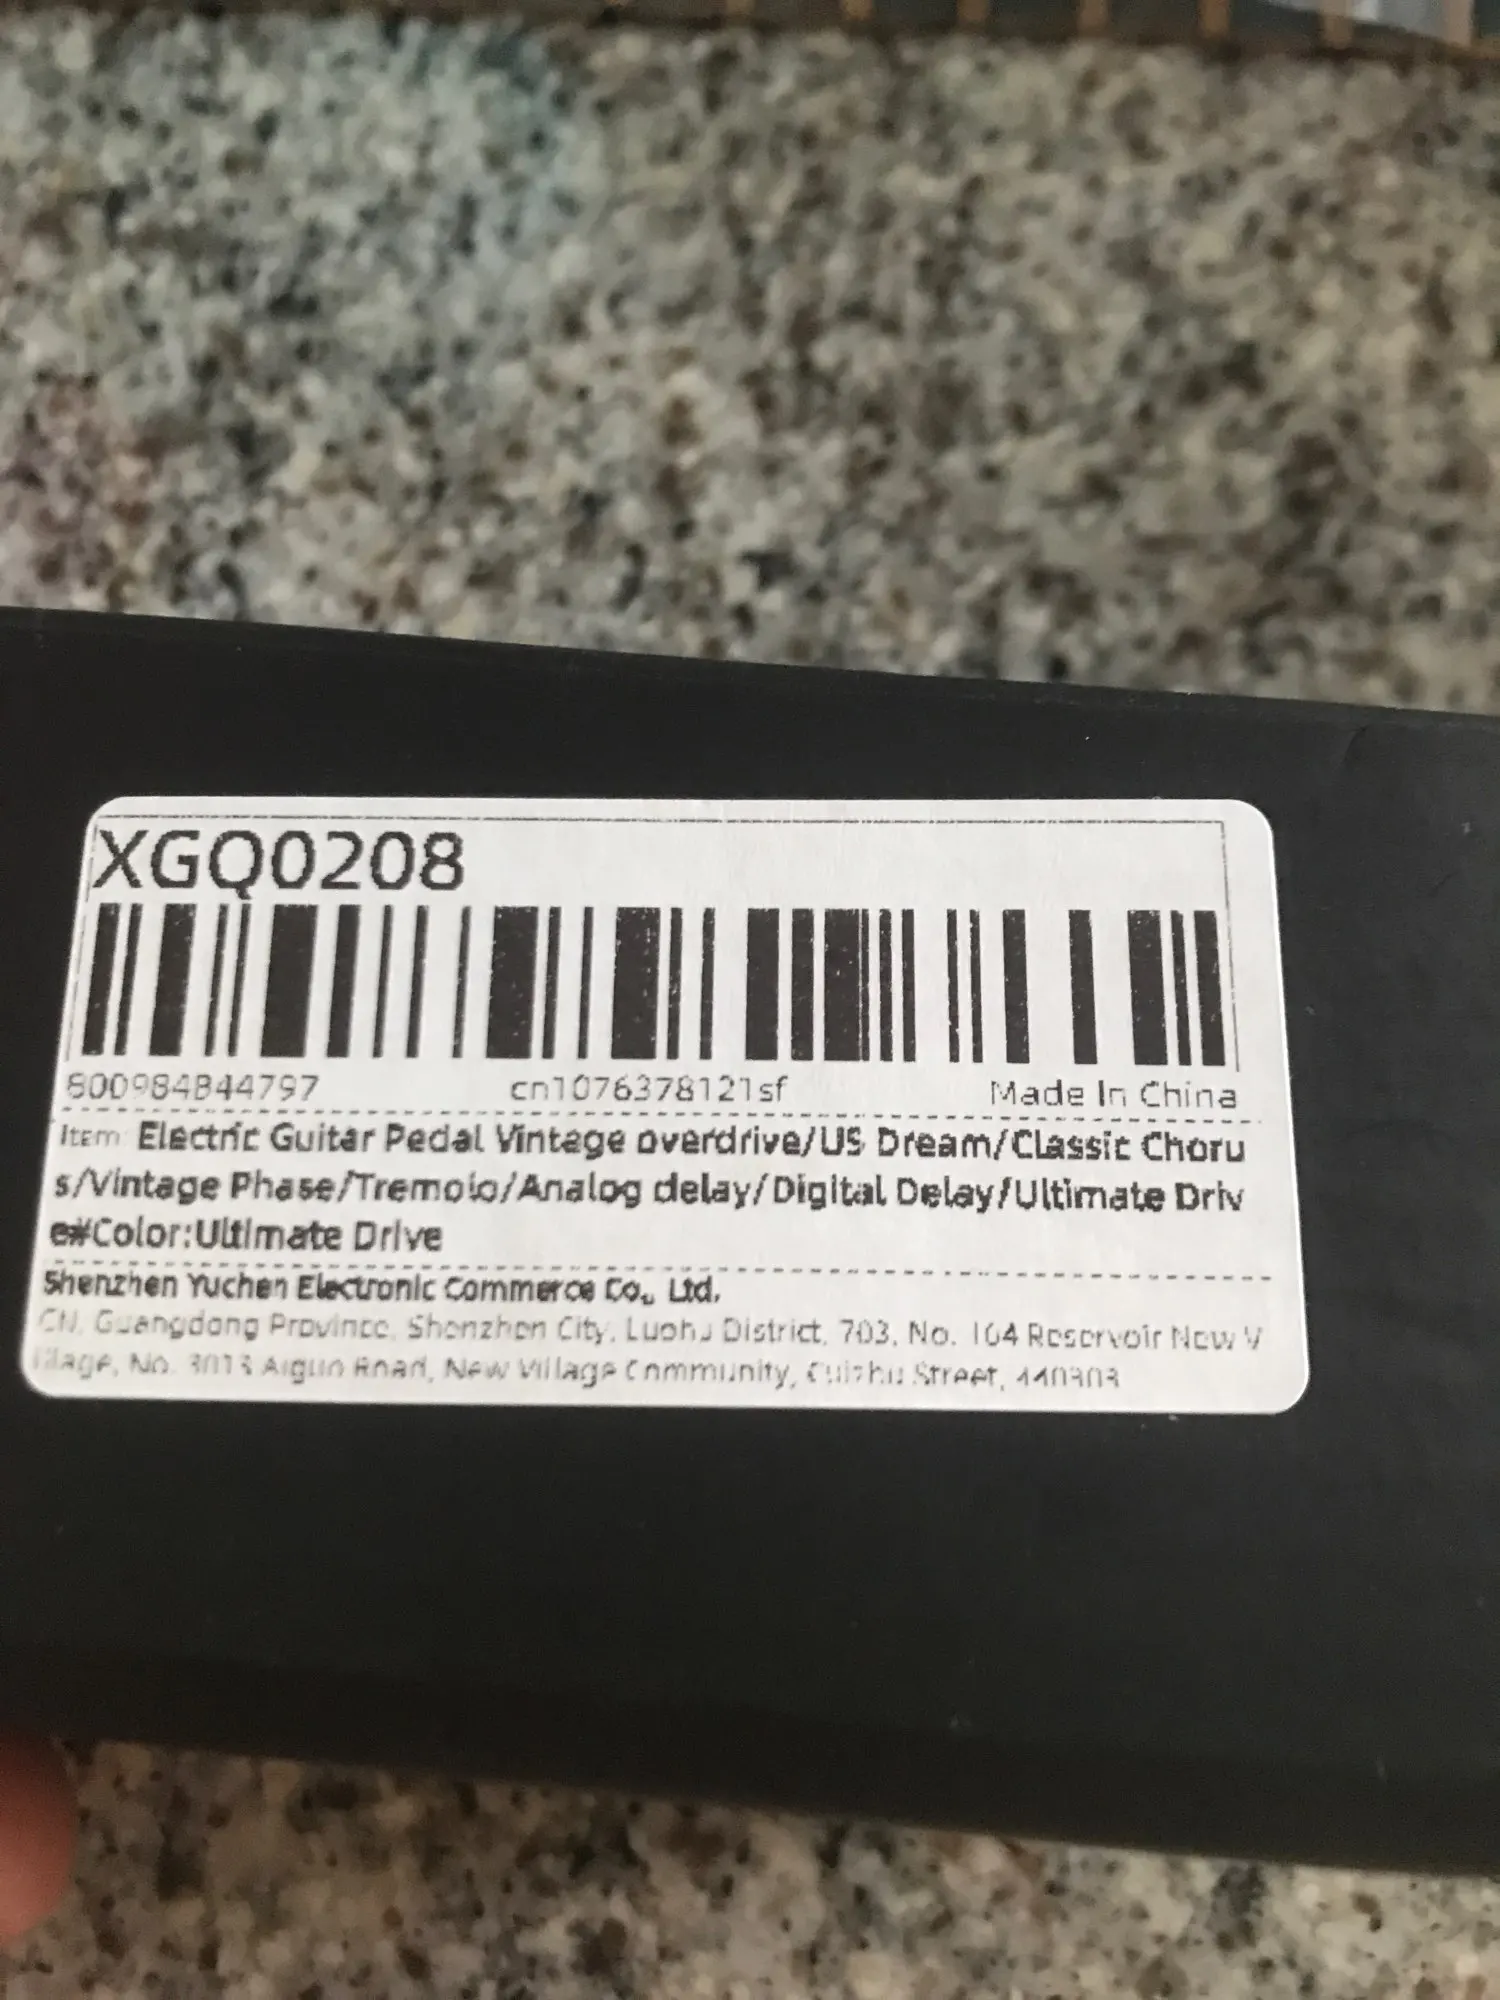 XGQ0208
800984844797 cn1076378121sf Made In China
Item: Electric Guitar Pedal Vintage overdrive/US Dream/Classic Choru
s/Vintage Phase/Tremolo/Analog delay/Digital Delay/Ultimate Driv
e#Color:Ultimate Drive
Shenzhen Yuchen Electronic Commerce Co., Ltd.
CN, Guangdong Province, Shenzhen City, Luohu District, 703, No. 104 Reservoir New V
illage, No. 3013 Aiguo Road, New Village Community, Cuizhu Street, 440303